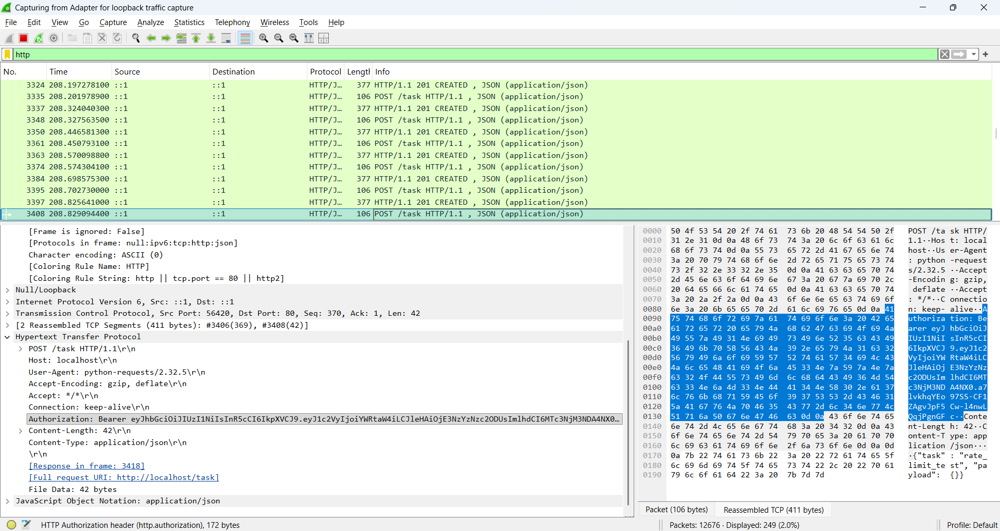 Capturing from Adapter for loopback traffic capture
File Edit View Go Capture Analyze Statistics Telephony Wireless Tools Help
http
No. Time Source Destination Protocol Length Info
3324 208.197278100 ::1 ::1 HTTP/J… 377 HTTP/1.1 201 CREATED , JSON (application/json)
3335 208.201978900 ::1 ::1 HTTP/J… 106 POST /task HTTP/1.1 , JSON (application/json)
3337 208.324040300 ::1 ::1 HTTP/J… 377 HTTP/1.1 201 CREATED , JSON (application/json)
3348 208.327563500 ::1 ::1 HTTP/J… 106 POST /task HTTP/1.1 , JSON (application/json)
3350 208.446581300 ::1 ::1 HTTP/J… 377 HTTP/1.1 201 CREATED , JSON (application/json)
3361 208.450793100 ::1 ::1 HTTP/J… 106 POST /task HTTP/1.1 , JSON (application/json)
3363 208.570098800 ::1 ::1 HTTP/J… 377 HTTP/1.1 201 CREATED , JSON (application/json)
3374 208.574304100 ::1 ::1 HTTP/J… 106 POST /task HTTP/1.1 , JSON (application/json)
3384 208.698575300 ::1 ::1 HTTP/J… 377 HTTP/1.1 201 CREATED , JSON (application/json)
3395 208.702730000 ::1 ::1 HTTP/J… 106 POST /task HTTP/1.1 , JSON (application/json)
3397 208.825641000 ::1 ::1 HTTP/J… 377 HTTP/1.1 201 CREATED , JSON (application/json)
3408 208.829094400 ::1 ::1 HTTP/J… 106 POST /task HTTP/1.1 , JSON (application/json)
[Frame is ignored: False]
[Protocols in frame: null:ipv6:tcp:http:json]
Character encoding: ASCII (0)
[Coloring Rule Name: HTTP]
[Coloring Rule String: http || tcp.port == 80 || http2]
Null/Loopback
Internet Protocol Version 6, Src: ::1, Dst: ::1
Transmission Control Protocol, Src Port: 56420, Dst Port: 80, Seq: 370, Ack: 1, Len: 42
[2 Reassembled TCP Segments (411 bytes): #3406(369), #3408(42)]
Hypertext Transfer Protocol
POST /task HTTP/1.1\r\n
Host: localhost\r\n
User-Agent: python-requests/2.32.5\r\n
Accept-Encoding: gzip, deflate\r\n
Accept: */*\r\n
Connection: keep-alive\r\n
Authorization: Bearer eyJhbGciOiJIUzI1NiIsInR5cCI6IkpXVCJ9.eyJ1c2VyIjoiYWRtaW4iLCJleHAiOjE3NzYzNzc2ODUsImlhdCI6MTc3NjM3NDA4NX0…
Content-Length: 42\r\n
Content-Type: application/json\r\n
\r\n
[Response in frame: 3418]
[Full request URI: http://localhost/task]
File Data: 42 bytes
JavaScript Object Notation: application/json
0000 50 4f 53 54 20 2f 74 61 73 6b 20 48 54 54 50 2f POST /ta sk HTTP/
0010 31 2e 31 0d 0a 48 6f 73 74 3a 20 6c 6f 63 61 6c 1.1··Hos t: local
0020 68 6f 73 74 0d 0a 55 73 65 72 2d 41 67 65 6e 74 host··Us er-Agent
0030 3a 20 70 79 74 68 6f 6e 2d 72 65 71 75 65 73 74 : python -request
0040 73 2f 32 2e 33 32 2e 35 0d 0a 41 63 63 65 70 74 s/2.32.5 ··Accept
0050 2d 45 6e 63 6f 64 69 6e 67 3a 20 67 7a 69 70 2c -Encodin g: gzip,
0060 20 64 65 66 6c 61 74 65 0d 0a 41 63 63 65 70 74 deflate ··Accept
0070 3a 20 2a 2f 2a 0d 0a 43 6f 6e 6e 65 63 74 69 6f : */*··C onnectio
0080 6e 3a 20 6b 65 65 70 2d 61 6c 69 76 65 0d 0a 41 n: keep- alive··A
0090 75 74 68 6f 72 69 7a 61 74 69 6f 6e 3a 20 42 65 uthoriza tion: Be
00a0 61 72 65 72 20 65 79 4a 68 62 47 63 69 4f 69 4a arer eyJ hbGciOiJ
00b0 49 55 7a 49 31 4e 69 49 73 49 6e 52 35 63 43 49 IUzI1NiI sInR5cCI
00c0 36 49 6b 70 58 56 43 4a 39 2e 65 79 4a 31 63 32 6IkpXVCJ 9.eyJ1c2
00d0 56 79 49 6a 6f 69 59 57 52 74 61 57 34 69 4c 43 VyIjoiYW RtaW4iLC
00e0 4a 6c 65 48 41 69 4f 6a 45 33 4e 7a 59 7a 4e 7a JleHAiOj E3NzYzNz
00f0 63 32 4f 44 55 73 49 6d 6c 68 64 43 49 36 4d 54 c2ODUsIm lhdCI6MT
0100 63 33 4e 6a 4d 33 4e 44 41 34 4e 58 30 2e 61 37 c3NjM3ND A4NX0.a7
0110 6c 76 6b 68 71 59 45 6f 39 37 53 53 2d 43 46 31 lvkhqYEo 97SS-CF1
0120 5a 41 67 76 4a 70 46 35 43 77 2d 6c 34 6e 77 4c ZAgvJpF5 Cw-l4nwL
0130 51 71 6a 50 67 6e 47 46 63 0d 0a 43 6f 6e 74 65 QqjPgnGF c··Conte
0140 6e 74 2d 4c 65 6e 67 74 68 3a 20 34 32 0d 0a 43 nt-Lengt h: 42··C
0150 6f 6e 74 65 6e 74 2d 54 79 70 65 3a 20 61 70 70 ontent-T ype: app
0160 6c 69 63 61 74 69 6f 6e 2f 6a 73 6f 6e 0d 0a 0d lication /json···
0170 0a 7b 22 74 61 73 6b 22 3a 20 22 72 61 74 65 5f ·{"task" : "rate_
0180 6c 69 6d 69 74 5f 74 65 73 74 22 2c 20 22 70 61 limit_te st", "pa
0190 79 6c 6f 61 64 22 3a 20 7b 7d 7d yload": {}}
Packet (106 bytes) Reassembled TCP (411 bytes)
HTTP Authorization header (http.authorization), 172 bytes Packets: 12676 · Displayed: 249 (2.0%) Profile: Default